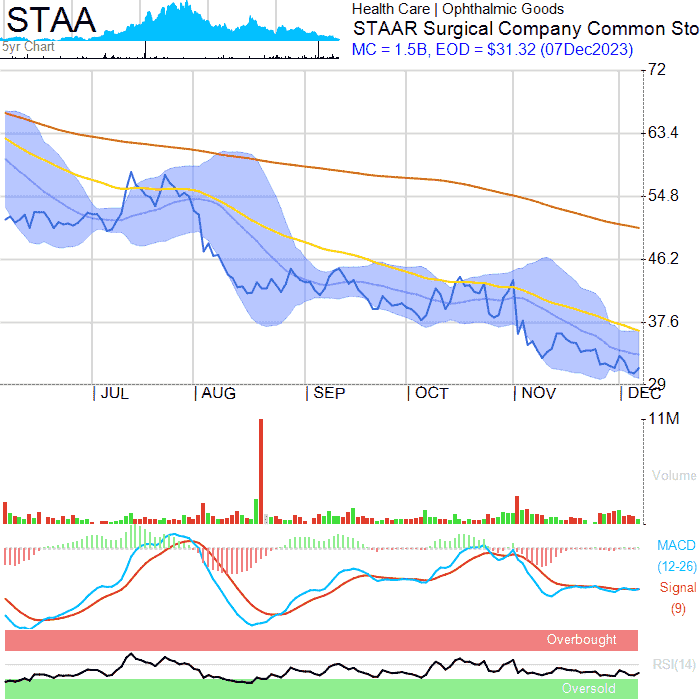 STAA
5yr Chart
Health Care | Ophthalmic Goods
STAAR Surgical Company Common Sto
MC = 1.5B, EOD = $31.32 (07Dec2023)
72
63.4
54.8
46.2
37.6
29
JUL
AUG
SEP
OCT
NOV
DEC
11M
Volume
MACD
(12-26)
Signal
(9)
Overbought
RSI(14)
Oversold